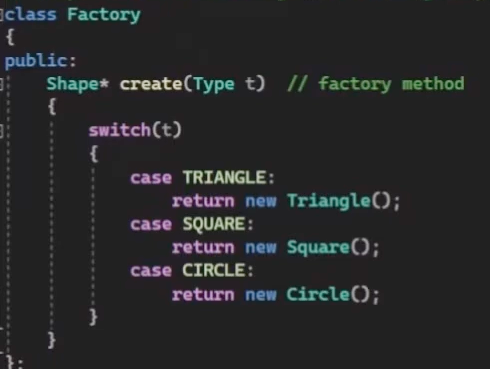 class Factory
{
public:
    Shape* create(Type t)  // factory method
    {
        switch(t)
        {
            case TRIANGLE:
                return new Triangle();
            case SQUARE:
                return new Square();
            case CIRCLE:
                return new Circle();
        }
    }
};